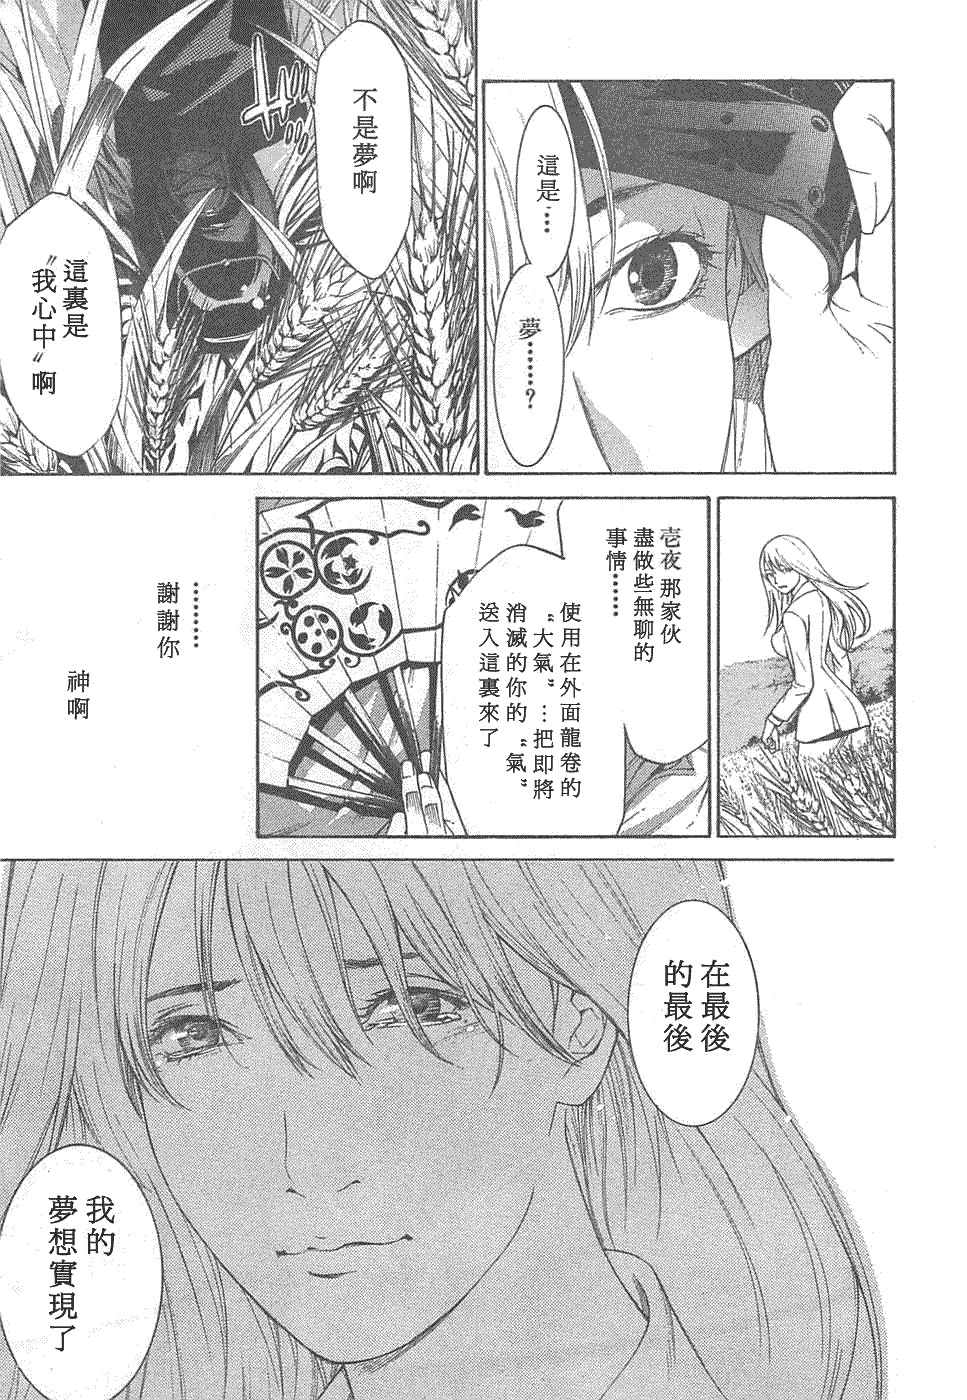 這是……
夢……？
不是夢啊
這裏是
“我心中”啊
壱夜那家伙
盡做些無聊的
事情……
使用在外面龍卷的
“大氣”…把即將
消滅的你的“氣”
送入這裏來了
………
謝謝你
神啊
在最後
的最後
我的
夢想實現了